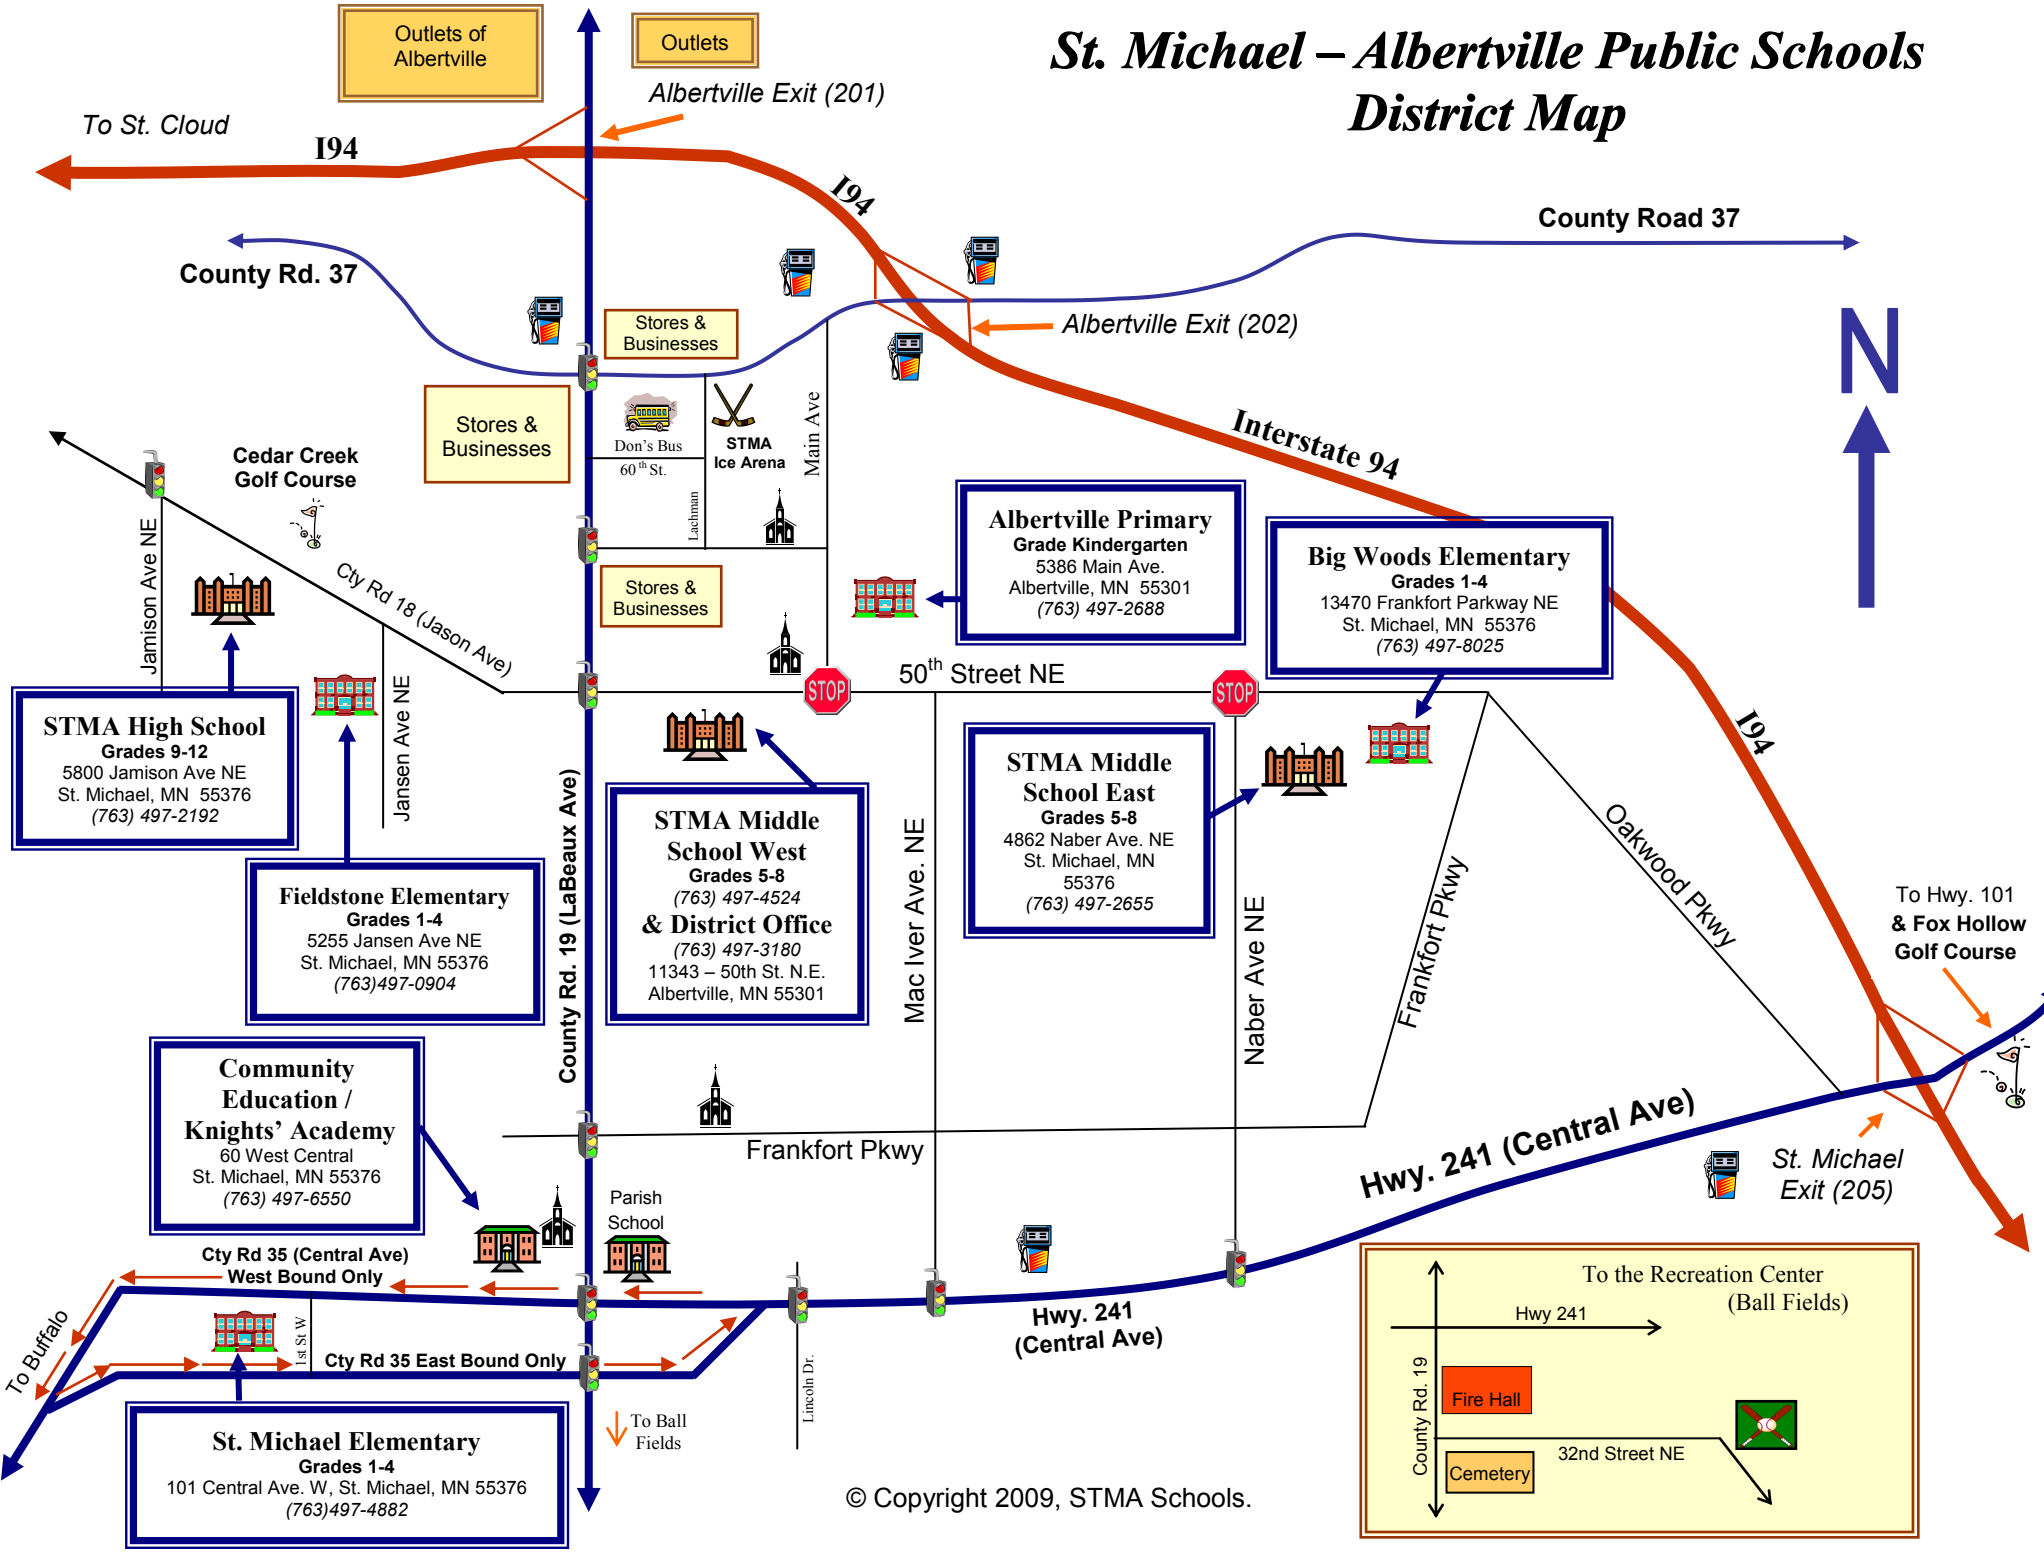 St. Michael – Albertville Public Schools
District Map
Outlets of
Albertville
Outlets
Albertville Exit (201)
To St. Cloud
I94
I94
County Road 37
County Rd. 37
Stores &
Businesses
Albertville Exit (202)
N
Stores &
Businesses
Don's Bus
60th St.
STMA
Ice Arena
Main Ave
Lachman
Interstate 94
Cedar Creek
Golf Course
Jamison Ave NE
Cty Rd 18 (Jason Ave)
Stores &
Businesses
Albertville Primary
Grade Kindergarten
5386 Main Ave.
Albertville, MN 55301
(763) 497-2688
Big Woods Elementary
Grades 1-4
13470 Frankfort Parkway NE
St. Michael, MN 55376
(763) 497-8025
50th Street NE
STOP
STOP
STMA High School
Grades 9-12
5800 Jamison Ave NE
St. Michael, MN 55376
(763) 497-2192
Jansen Ave NE
I94
STMA Middle
School East
Grades 5-8
4862 Naber Ave. NE
St. Michael, MN
55376
(763) 497-2655
STMA Middle
School West
Grades 5-8
(763) 497-4524
& District Office
(763) 497-3180
11343 – 50th St. N.E.
Albertville, MN 55301
Fieldstone Elementary
Grades 1-4
5255 Jansen Ave NE
St. Michael, MN 55376
(763)497-0904
County Rd. 19 (LaBeaux Ave)
Mac Iver Ave. NE
Naber Ave NE
Frankfort Pkwy
Oakwood Pkwy
To Hwy. 101
& Fox Hollow
Golf Course
Community
Education /
Knights' Academy
60 West Central
St. Michael, MN 55376
(763) 497-6550
Frankfort Pkwy
Hwy. 241 (Central Ave)
St. Michael
Exit (205)
Parish
School
Cty Rd 35 (Central Ave)
West Bound Only
To Buffalo
1st St W
Cty Rd 35 East Bound Only
Hwy. 241
(Central Ave)
Lincoln Dr.
To Ball
Fields
St. Michael Elementary
Grades 1-4
101 Central Ave. W, St. Michael, MN 55376
(763)497-4882
© Copyright 2009, STMA Schools.
To the Recreation Center
(Ball Fields)
Hwy 241
County Rd. 19
Fire Hall
32nd Street NE
Cemetery